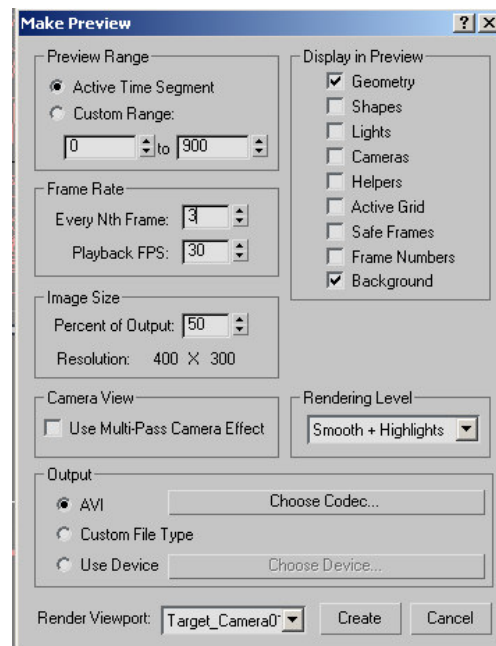 Make Preview
Preview Range
Active Time Segment
Custom Range:
0 to 900
Frame Rate
Every Nth Frame: 3
Playback FPS: 30
Image Size
Percent of Output: 50
Resolution: 400 X 300
Camera View
Use Multi-Pass Camera Effect
Display in Preview
Geometry
Shapes
Lights
Cameras
Helpers
Active Grid
Safe Frames
Frame Numbers
Background
Rendering Level
Smooth + Highlights
Output
AVI
Choose Codec...
Custom File Type
Use Device
Choose Device...
Render Viewport: Target_Camera0
Create
Cancel